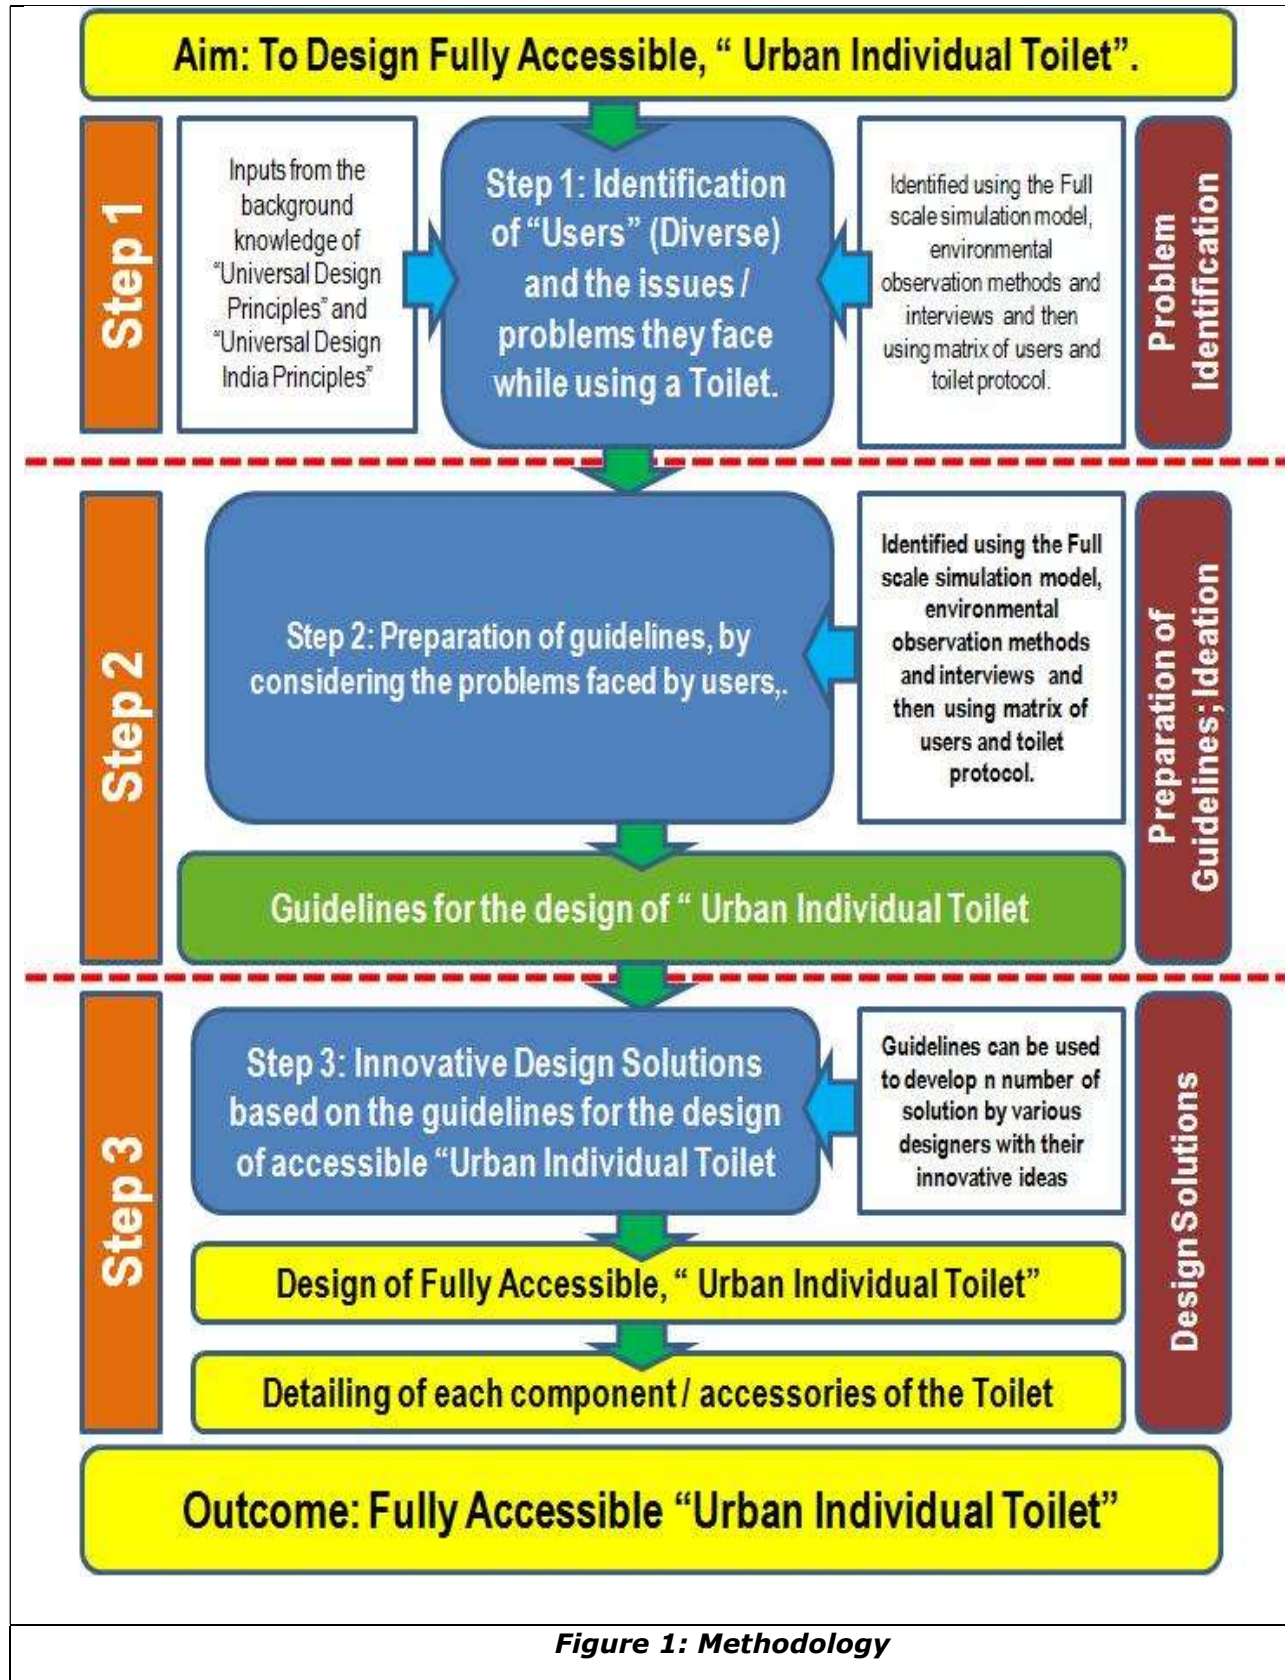 Aim: To Design Fully Accessible, “ Urban Individual Toilet”.
Step 1
Inputs from the
background
knowledge of
“Universal Design
Principles” and
“Universal Design
India Principles”
Step 1: Identification
of “Users” (Diverse)
and the issues /
problems they face
while using a Toilet.
Identified using the Full
scale simulation model,
environmental
observation methods and
interviews and then
using matrix of users and
toilet protocol.
Problem
Identification
Step 2
Step 2: Preparation of guidelines, by
considering the problems faced by users,.
Identified using the Full
scale simulation model,
environmental
observation methods
and interviews and
then using matrix of
users and toilet
protocol.
Preparation of
Guidelines; Ideation
Guidelines for the design of “ Urban Individual Toilet
Step 3
Step 3: Innovative Design Solutions
based on the guidelines for the design
of accessible “Urban Individual Toilet
Guidelines can be used
to develop n number of
solution by various
designers with their
innovative ideas
Design Solutions
Design of Fully Accessible, “ Urban Individual Toilet”
Detailing of each component / accessories of the Toilet
Outcome: Fully Accessible “Urban Individual Toilet”
Figure 1: Methodology